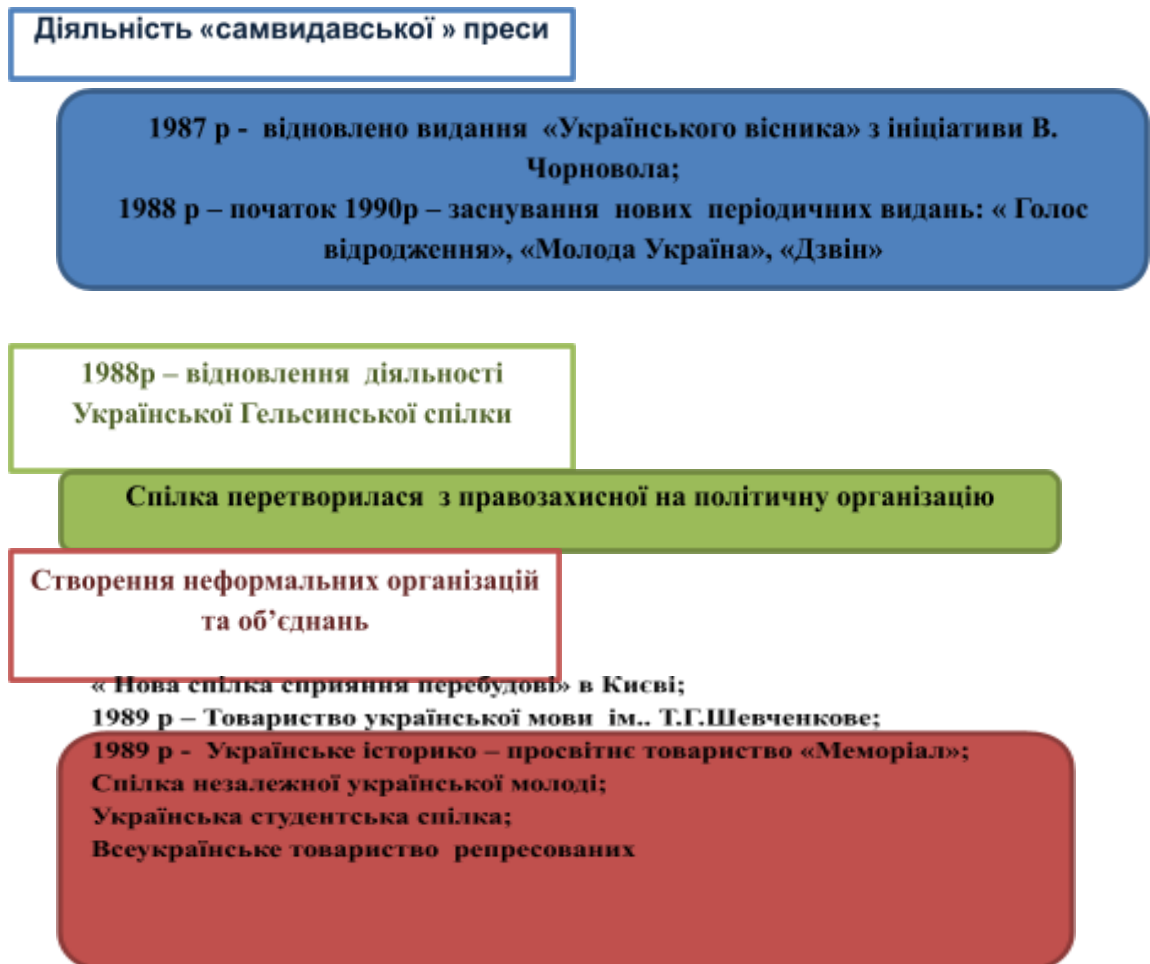 Діяльність «самвидавської » преси
1987 р - відновлено видання «Українського вісника» з ініціативи В.
Чорновола;
1988 р – початок 1990р – заснування нових періодичних видань: « Голос
відродження», «Молода Україна», «Дзвін»
1988р – відновлення діяльності
Української Гельсинської спілки
Спілка перетворилася з правозахисної на політичну організацію
Створення неформальних організацій
та об’єднань
« Нова спілка сприяння перебудові» в Києві;
1989 р – Товариство української мови ім.. Т.Г.Шевченкове;
1989 р - Українське історико – просвітнє товариство «Меморіал»;
Спілка незалежної української молоді;
Українська студентська спілка;
Всеукраїнське товариство репресованих